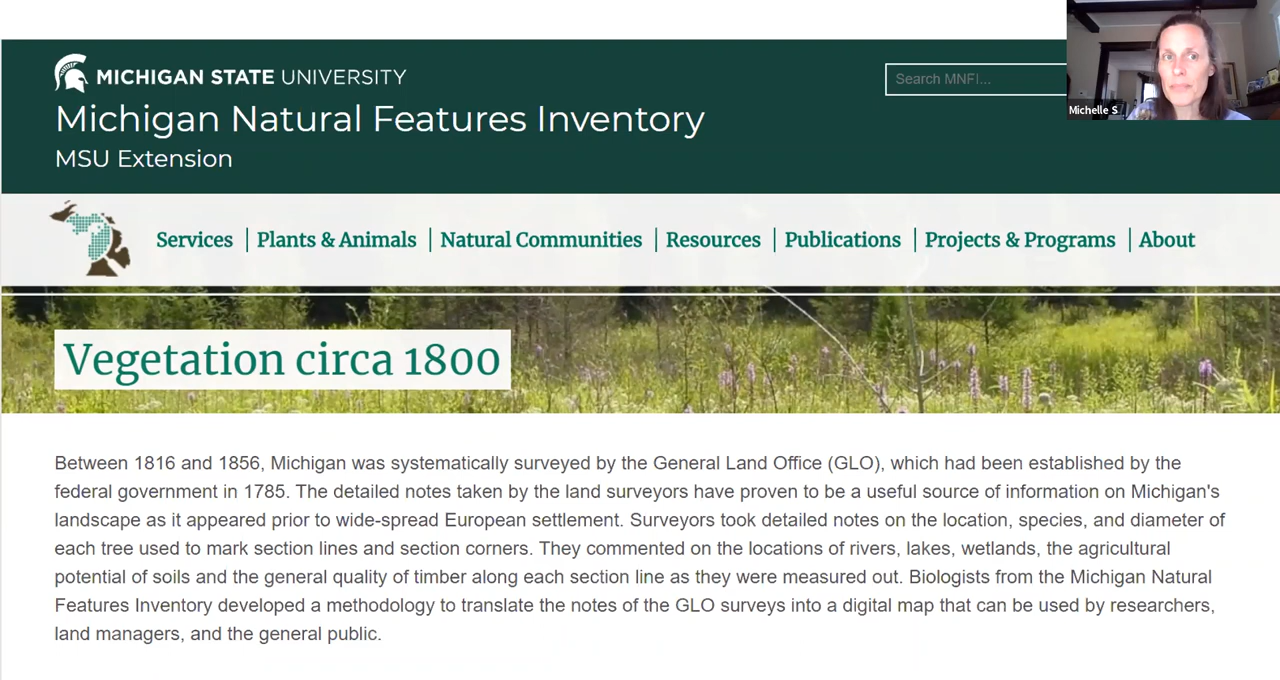 MICHIGAN STATE UNIVERSITY
Michigan Natural Features Inventory
MSU Extension
Search MNFI...
Michelle S
Services
Plants & Animals
Natural Communities
Resources
Publications
Projects & Programs
About
Vegetation circa 1800
Between 1816 and 1856, Michigan was systematically surveyed by the General Land Office (GLO), which had been established by the
federal government in 1785. The detailed notes taken by the land surveyors have proven to be a useful source of information on Michigan's
landscape as it appeared prior to wide-spread European settlement. Surveyors took detailed notes on the location, species, and diameter of
each tree used to mark section lines and section corners. They commented on the locations of rivers, lakes, wetlands, the agricultural
potential of soils and the general quality of timber along each section line as they were measured out. Biologists from the Michigan Natural
Features Inventory developed a methodology to translate the notes of the GLO surveys into a digital map that can be used by researchers,
land managers, and the general public.